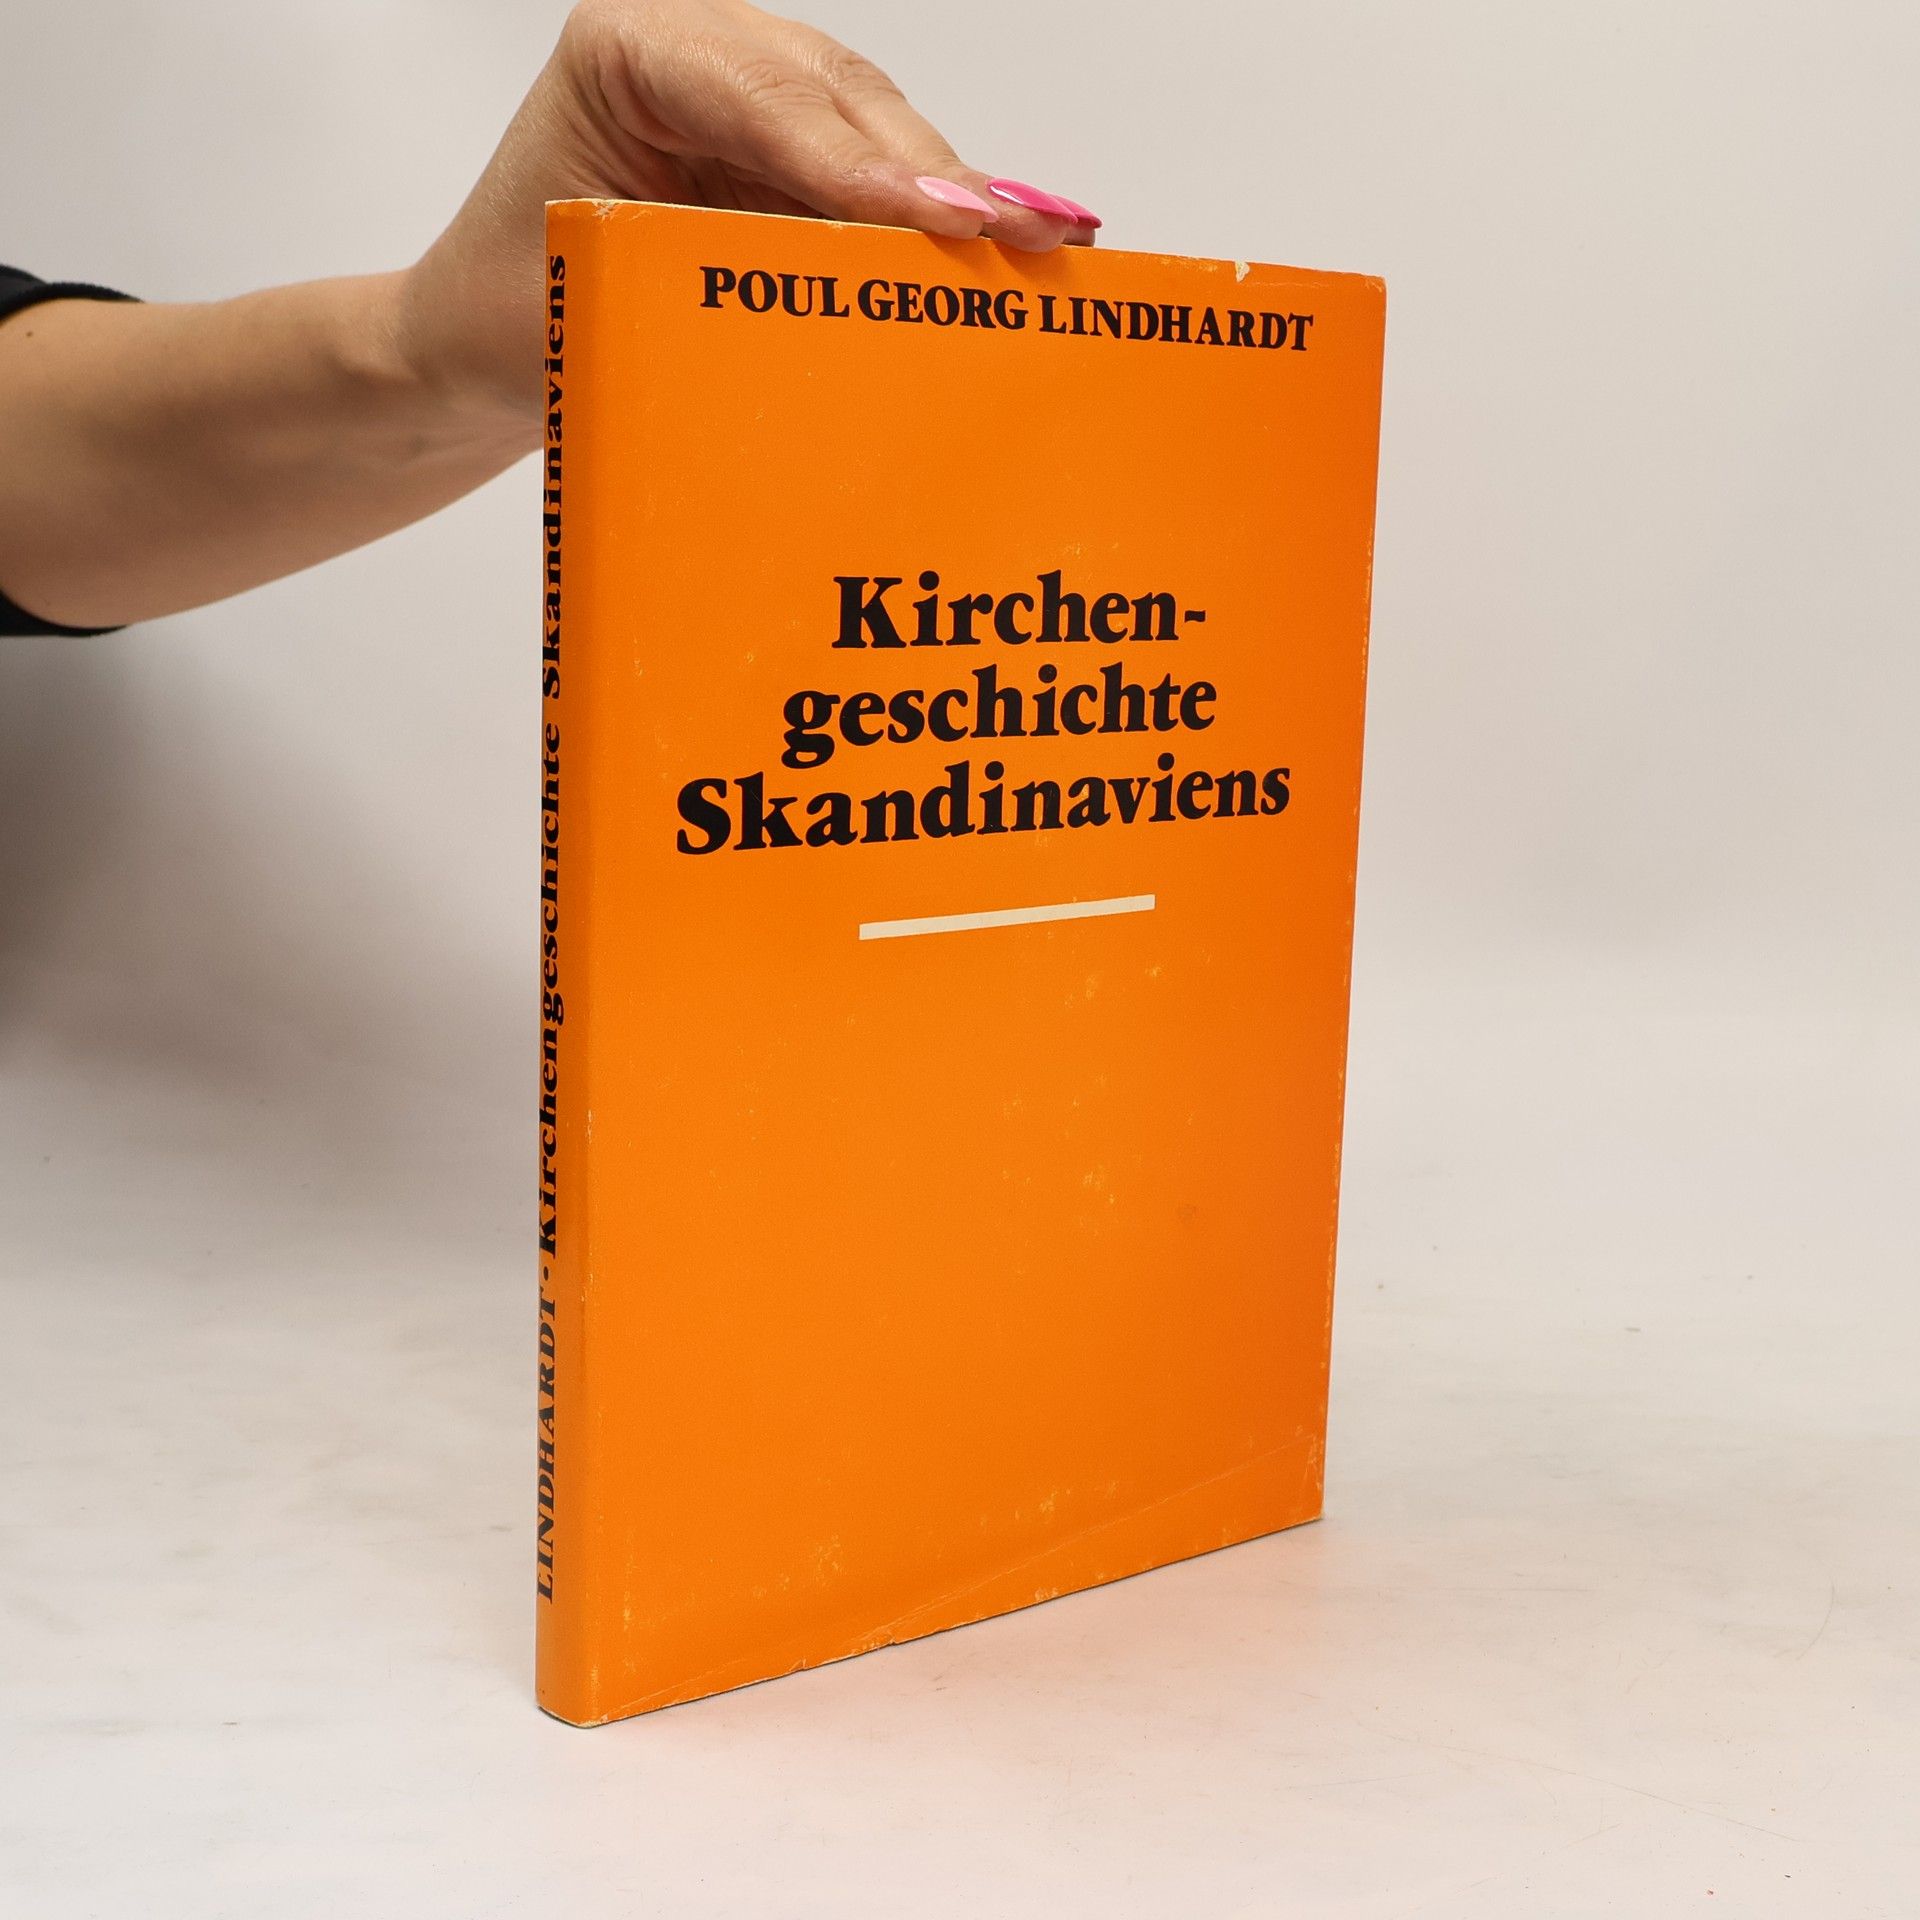 POUL GEORG LINDHARDT
Kirchen-
geschichte
Skandinaviens
LINDHARDT · Kirchengeschichte Skandinaviens